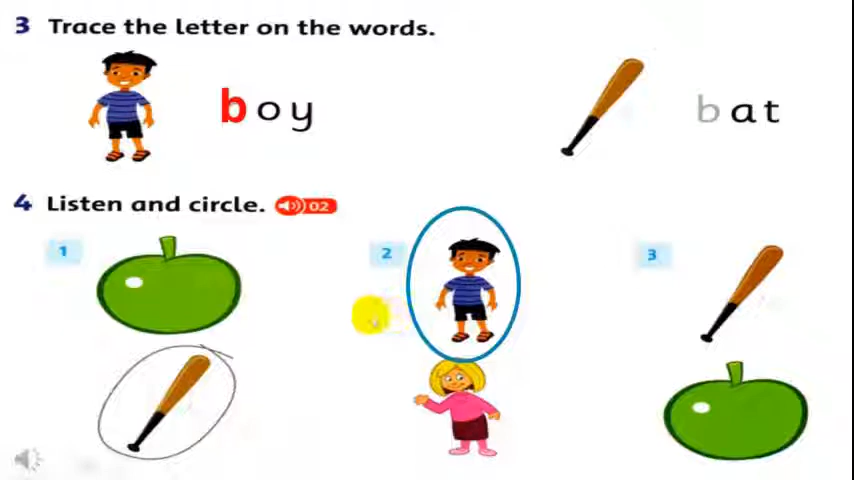 3 Trace the letter on the words.
boy
bat
4 Listen and circle. 02
1
2
3